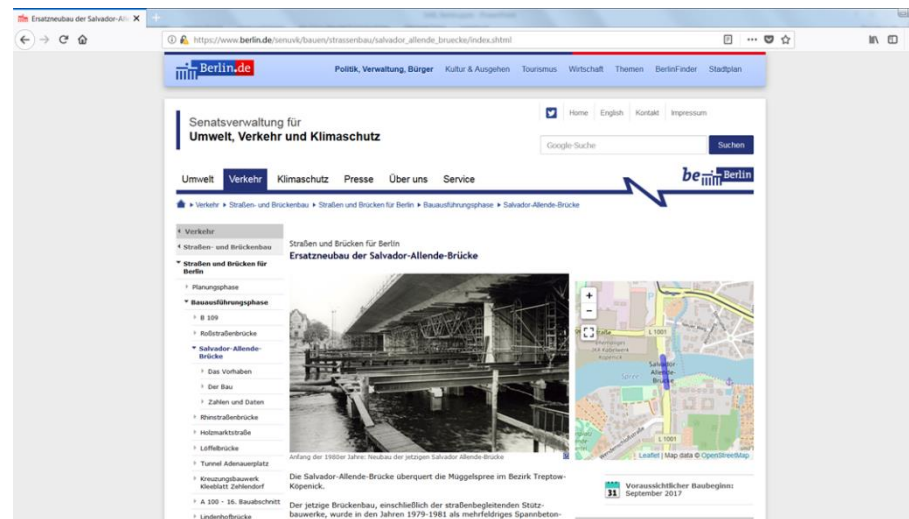 Ersatzneubau der Salvador-All
https://www.berlin.de/senuvk/bauen/strassenbau/salvador_allende_bruecke/index.shtml
Berlin.de
Politik, Verwaltung, Bürger Kultur & Ausgehen Tourismus Wirtschaft Themen BerlinFinder Stadtplan
Senatsverwaltung für
Umwelt, Verkehr und Klimaschutz
Home English Kontakt Impressum
Google-Suche Suchen
Umwelt Verkehr Klimaschutz Presse Über uns Service
be Berlin
Verkehr Straßen- und Brückenbau Straßen und Brücken für Berlin Bauausführungsphase Salvador-Allende-Brücke
Verkehr
Straßen- und Brückenbau
Straßen und Brücken für
Berlin
Planungsphase
Bauausführungsphase
B 109
Roßstraßenbrücke
Salvador-Allende-
Brücke
Das Vorhaben
Der Bau
Zahlen und Daten
Rhinstraßenbrücke
Holzmarktstraße
Löffelbrücke
Tunnel Adenauerplatz
Kreuzungsbauwerk
Kleeblatt Zehlendorf
A 100 - 16. Bauabschnitt
Lindenhofbrücke
Straßen und Brücken für Berlin
Ersatzneubau der Salvador-Allende-Brücke
Anfang der 1980er Jahre: Neubau der jetzigen Salvador Allende-Brücke
Die Salvador-Allende-Brücke überquert die Müggelspree im Bezirk Treptow-
Köpenick.
Der jetzige Brückenbau, einschließlich der straßenbegleitenden Stütz-
bauwerke, wurde in den Jahren 1979-1981 als mehrfeldriges Spannbeton-
+
−
L 1001
Köpenick
Spree
Salvador-
Allende-
Brücke
L 1001
Leaflet | Map data © OpenStreetMap
31
Voraussichtlicher Baubeginn:
September 2017